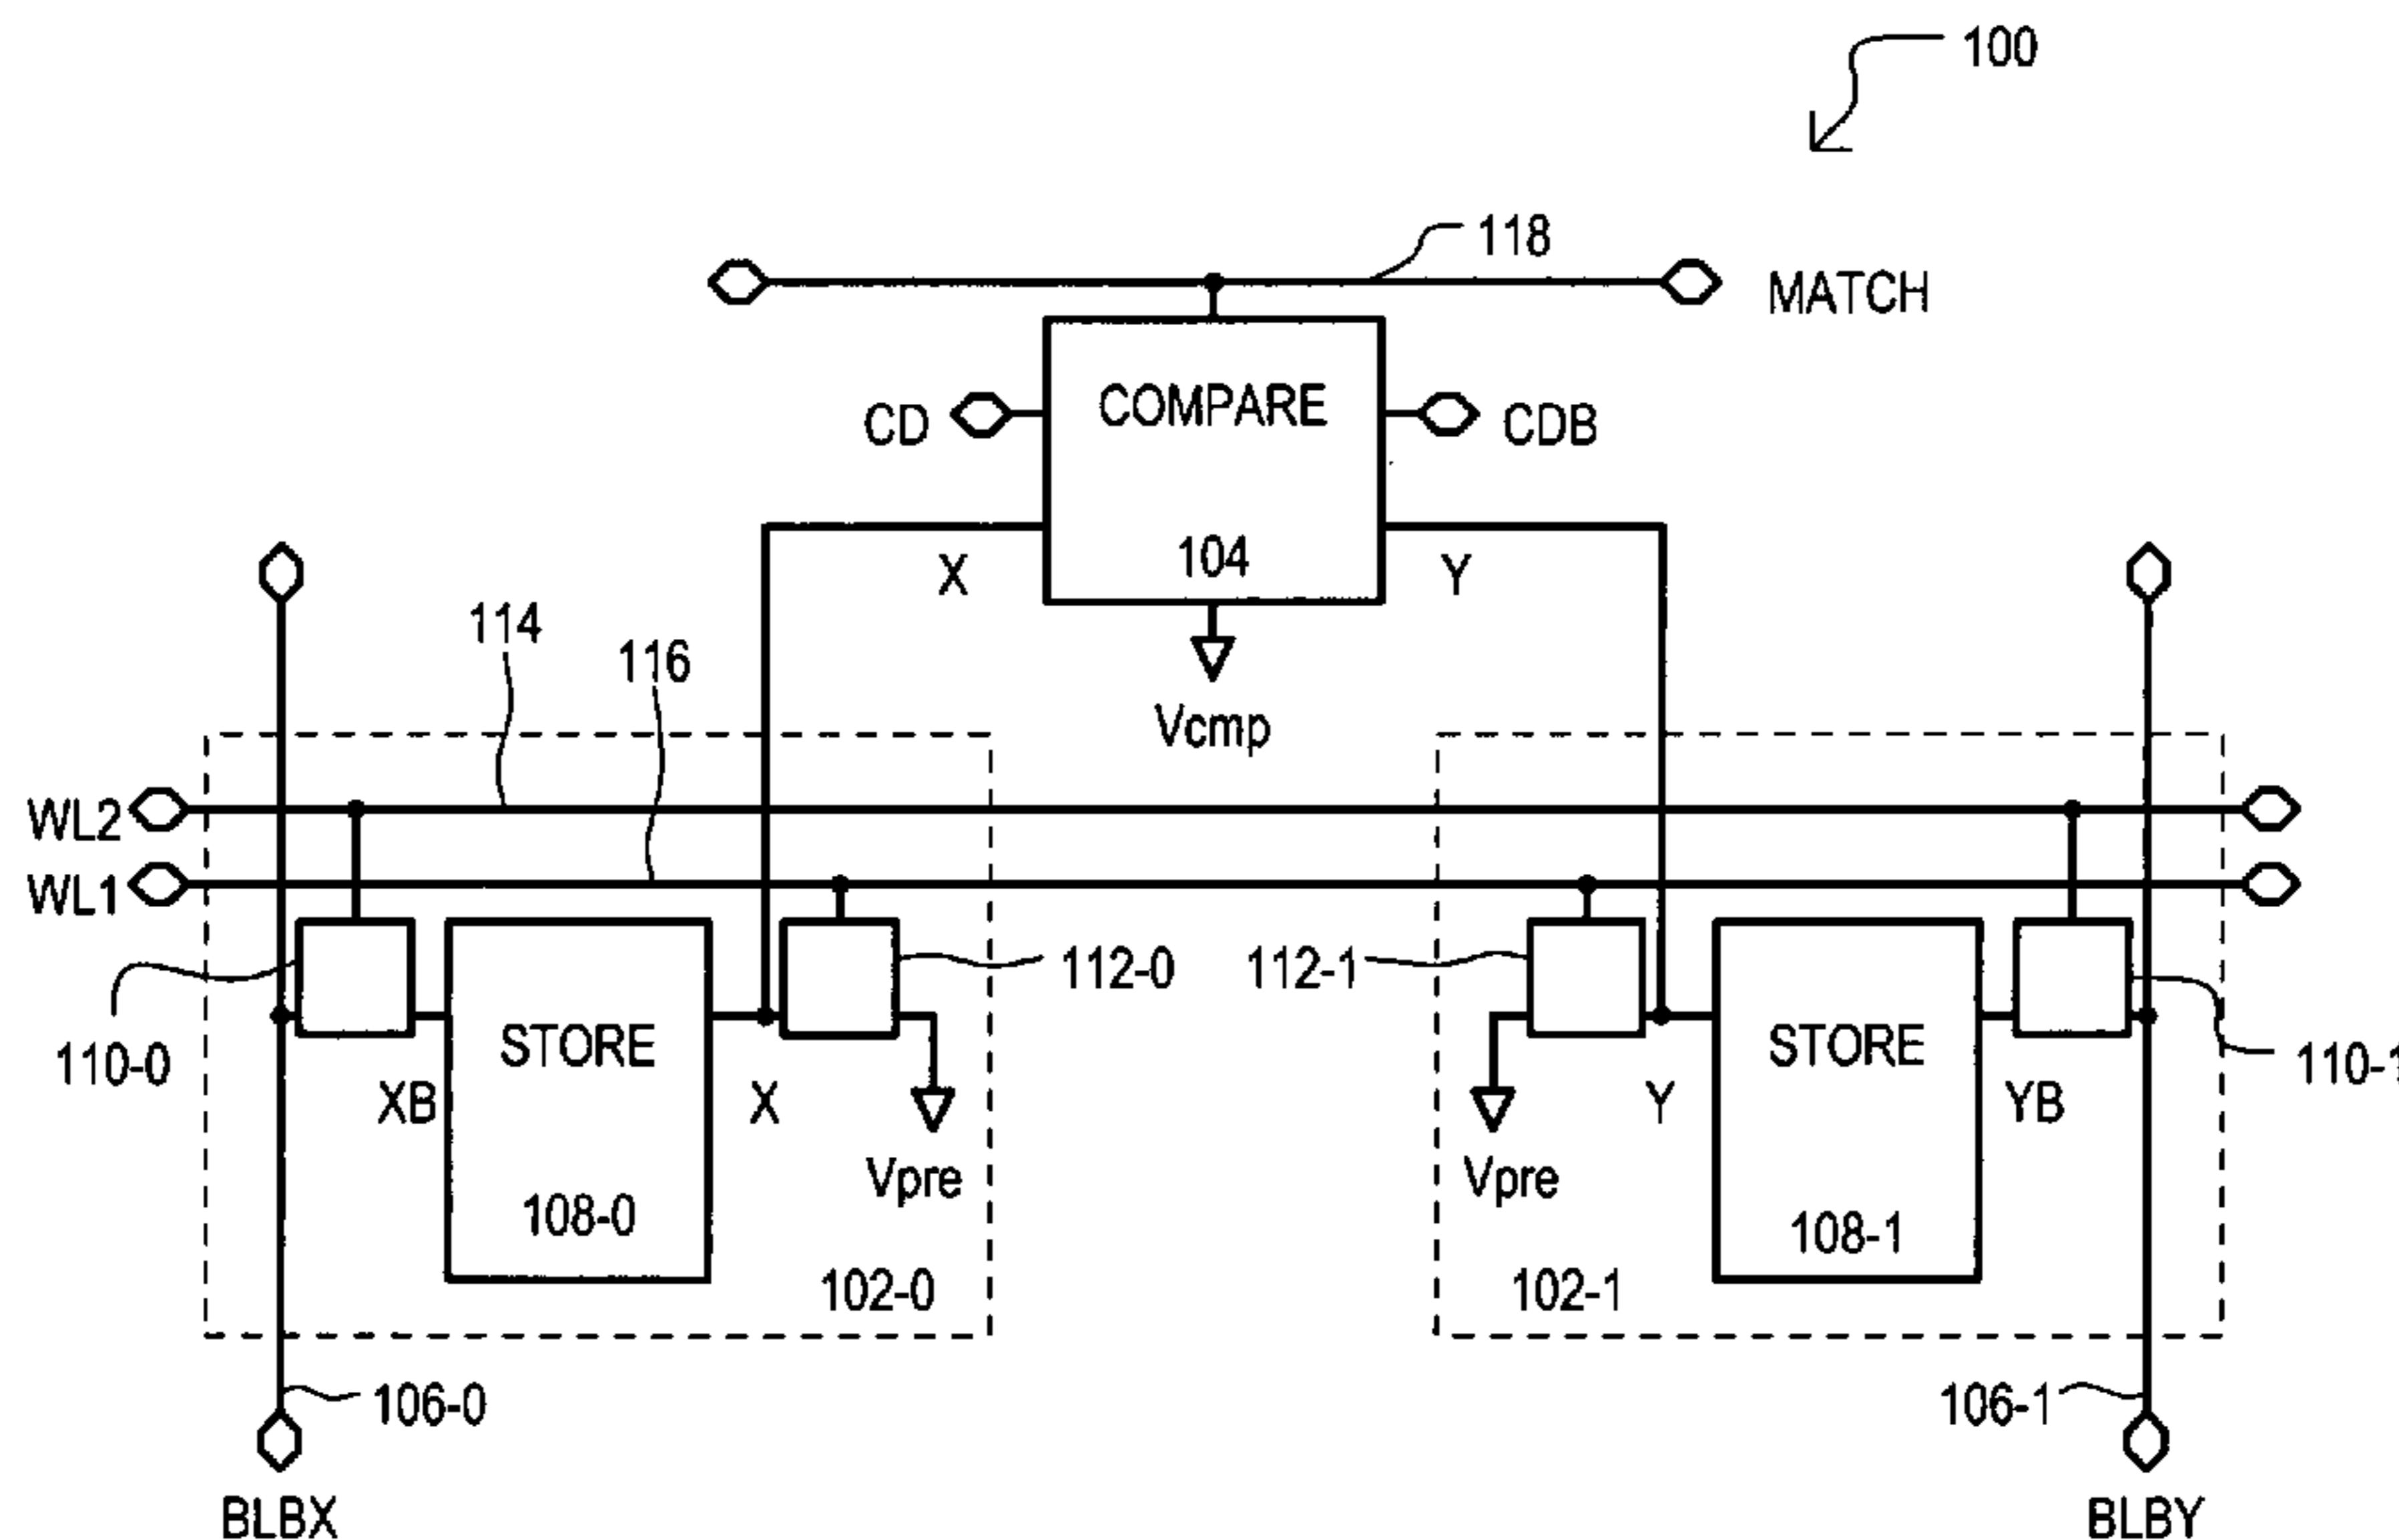 100
118
MATCH
COMPARE
CD
CDB
104
X
Y
114
116
Vcmp
WL2
WL1
112-0
112-1
STORE
STORE
110-0
110-1
XB
X
Y
YB
Vpre
Vpre
108-0
108-1
102-0
102-1
106-0
106-1
BLBX
BLBY